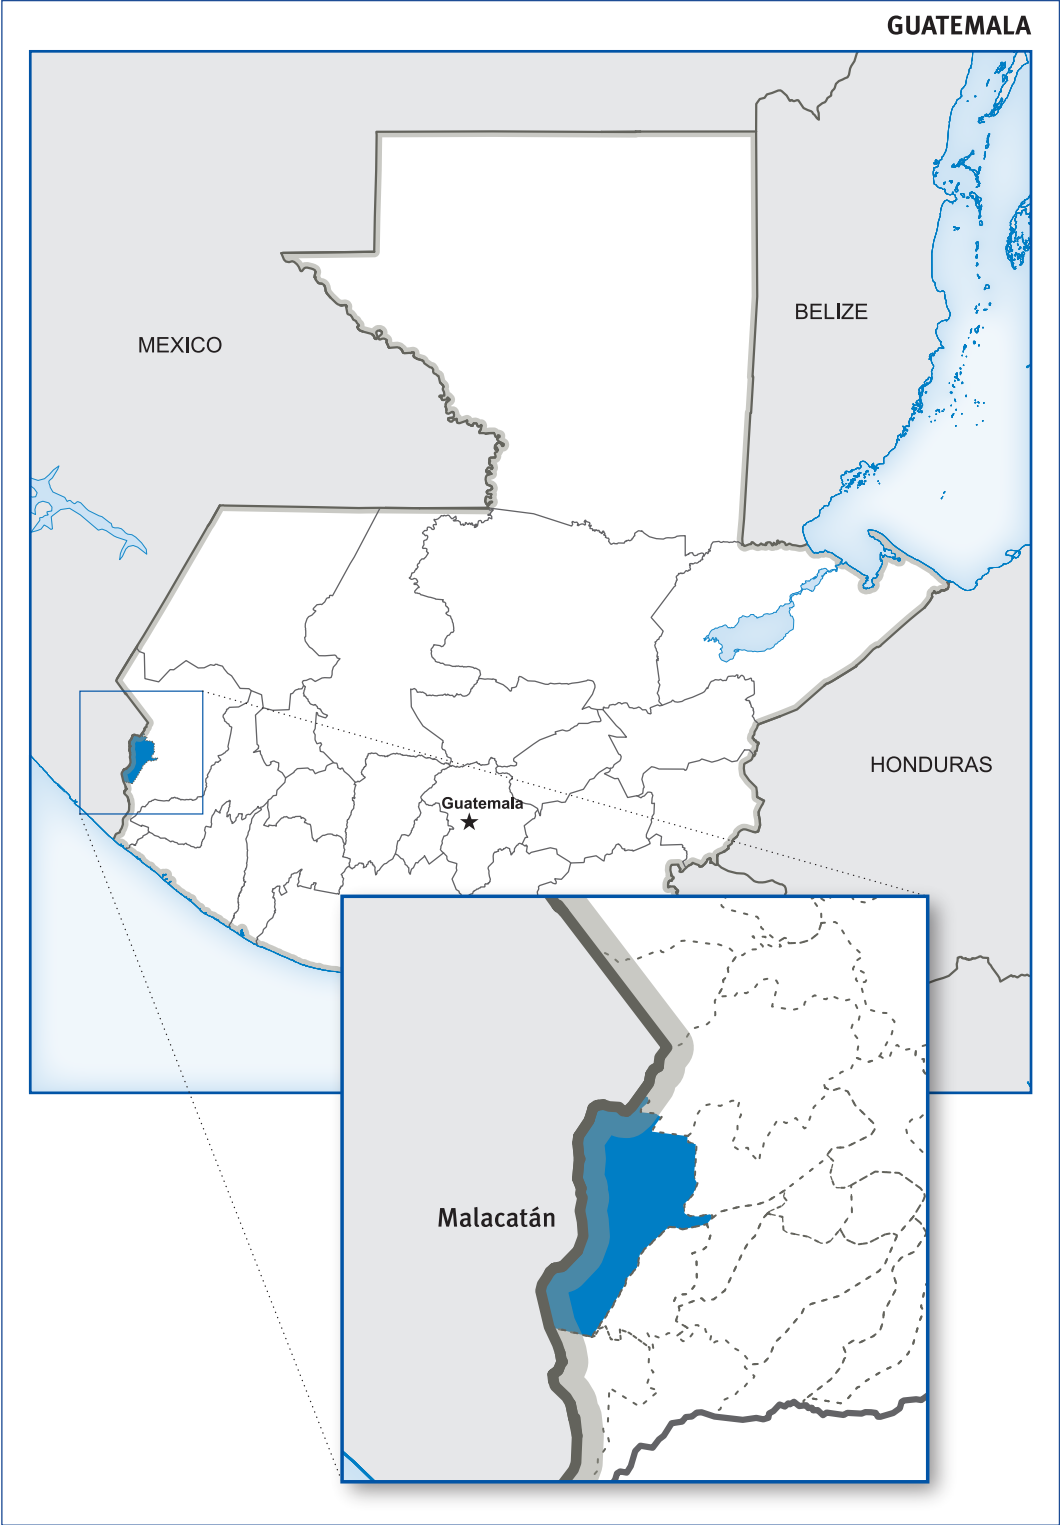 GUATEMALA
BELIZE
MEXICO
HONDURAS
Guatemala
Malacatán